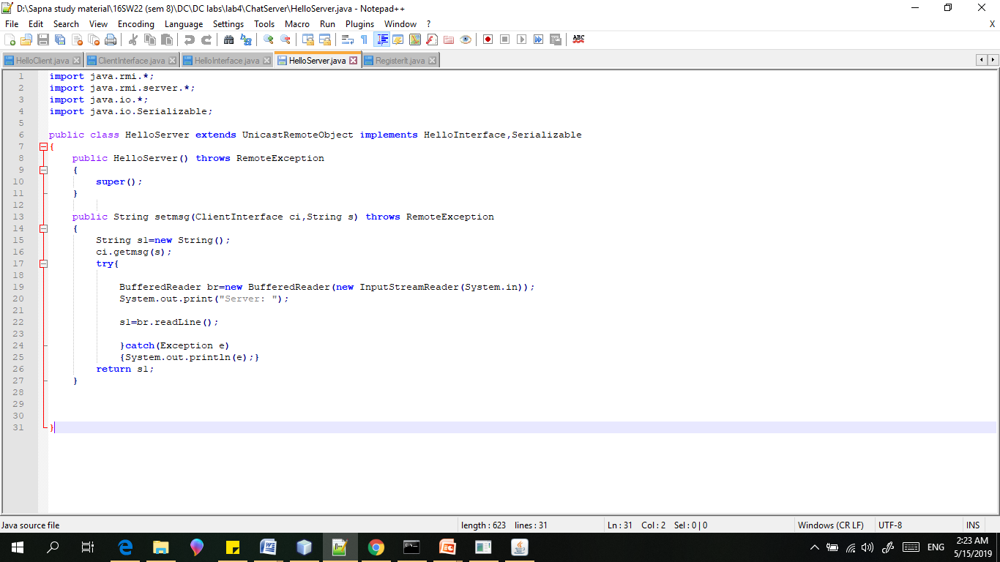 D:\Sapna study material\16SW22 (sem 8)\DC\DC labs\lab4\ChatServer\HelloServer.java - Notepad++
File Edit Search View Encoding Language Settings Tools Macro Run Plugins Window ? X
HelloClient.java ClientInterface.java HelloInterface.java HelloServer.java RegisterIt.java
1 import java.rmi.*;
2 import java.rmi.server.*;
3 import java.io.*;
4 import java.io.Serializable;
5
6 public class HelloServer extends UnicastRemoteObject implements HelloInterface,Serializable
7 {
8 public HelloServer() throws RemoteException
9 {
10 super();
11 }
12
13 public String setmsg(ClientInterface ci,String s) throws RemoteException
14 {
15 String s1=new String();
16 ci.getmsg(s);
17 try{
18
19 BufferedReader br=new BufferedReader(new InputStreamReader(System.in));
20 System.out.print("Server: ");
21
22 s1=br.readLine();
23
24 }catch(Exception e)
25 {System.out.println(e);}
26 return s1;
27 }
28
29
30
31 }
Java source file length : 623 lines : 31 Ln : 31 Col : 2 Sel : 0 | 0 Windows (CR LF) UTF-8 INS
ENG 2:23 AM
5/15/2019